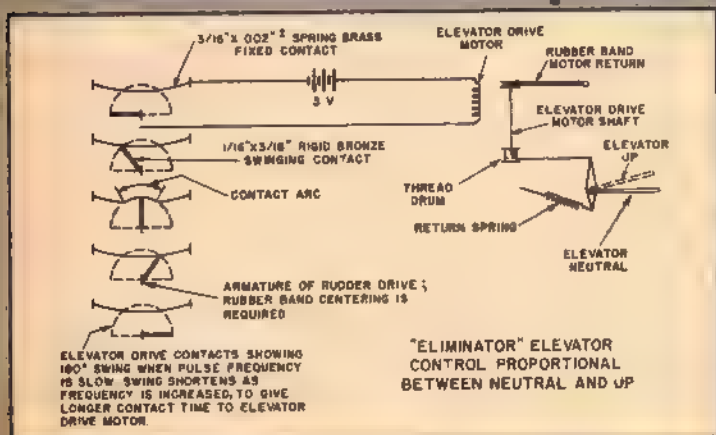 3/16"X .002" ± SPRING BRASS
FIXED CONTACT
3 V
ELEVATOR DRIVE
MOTOR
RUBBER BAND
MOTOR RETURN
ELEVATOR DRIVE
MOTOR SHAFT
ELEVATOR
UP
1/16"X3/16" RIGID BRONZE
SWINGING CONTACT
CONTACT ARC
THREAD
DRUM
RETURN SPRING
ELEVATOR
NEUTRAL
ARMATURE OF RUDDER DRIVE;
RUBBER BAND CENTERING IS
REQUIRED
ELEVATOR DRIVE CONTACTS SHOWING
180° SWING WHEN PULSE FREQUENCY
IS SLOW SWING SHORTENS AS
FREQUENCY IS INCREASED, TO GIVE
LONGER CONTACT TIME TO ELEVATOR
DRIVE MOTOR.
"ELIMINATOR" ELEVATOR
CONTROL PROPORTIONAL
BETWEEN NEUTRAL AND UP